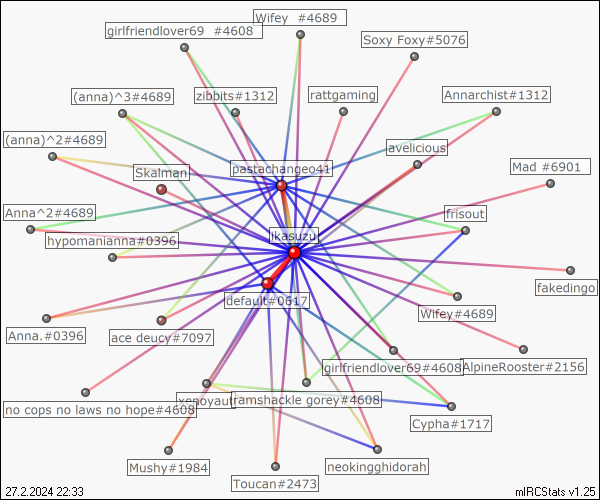 Wifey #4689
girlfriendlover69 #4608
Soxy Foxy#5076
(anna)^3#4689
zibbits#1312
rattgaming
Annarchist#1312
(anna)^2#4689
avelicious
Skalman
pastachangeo41
Mad #6901
Anna^2#4689
frisout
ikasuzu
hypomanianna#0396
fakedingo
default#0617
Wifey#4689
Anna.#0396
ace deucy#7097
girlfriendlover69#4608
AlpineRooster#2156
no cops no laws no hope#4608
ramshackle gorey#4608
Cypha#1717
Mushy#1984
neokingghidorah
Toucan#2473
27.2.2024 22:33
mIRCStats v1.25